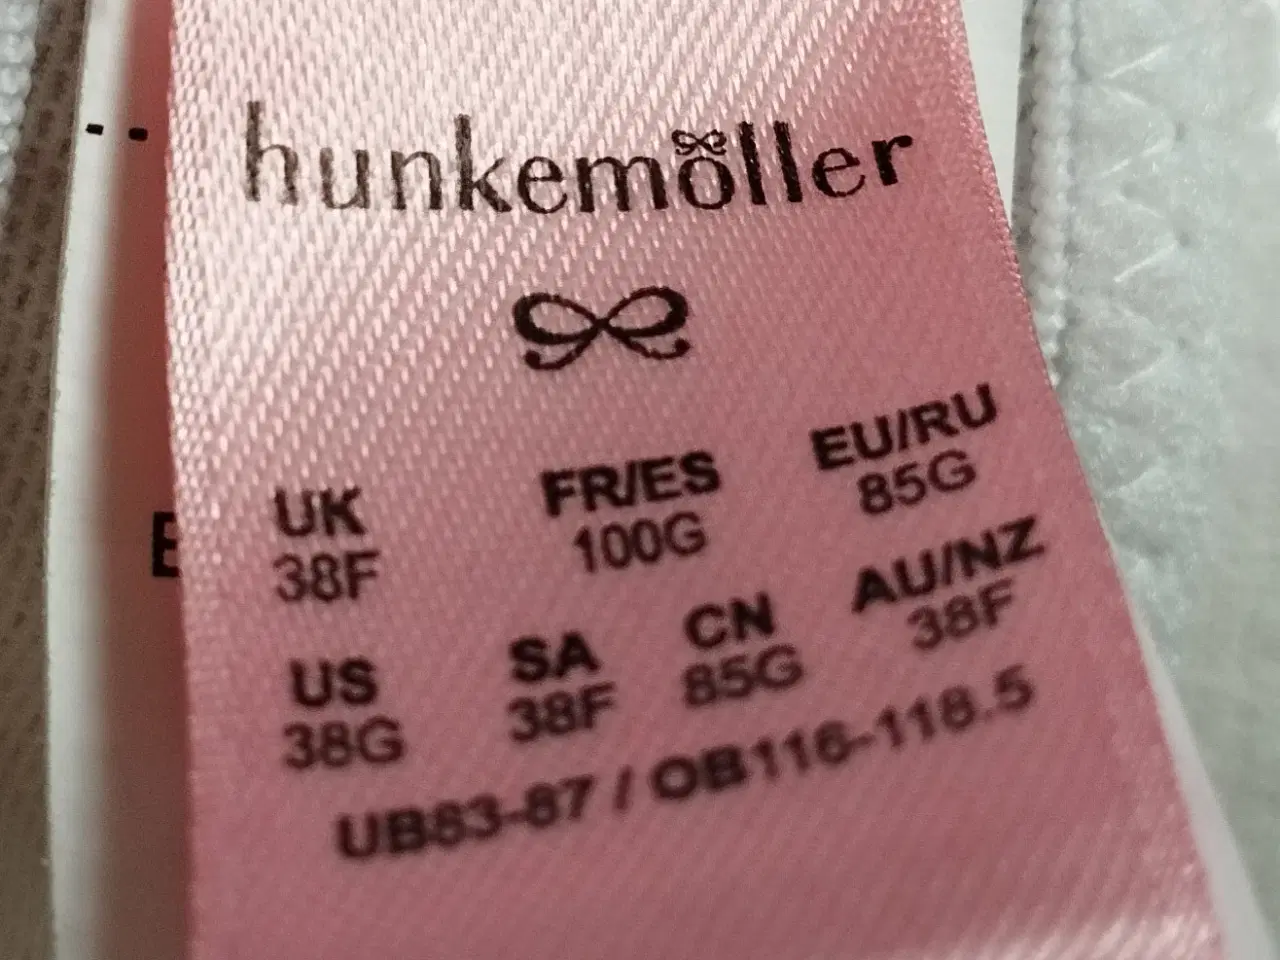 hunkemöller
UK FR/ES EU/RU
38F 100G 85G
US SA CN AU/NZ
38G 38F 85G 38F
UB83-87 / OB116-118.5